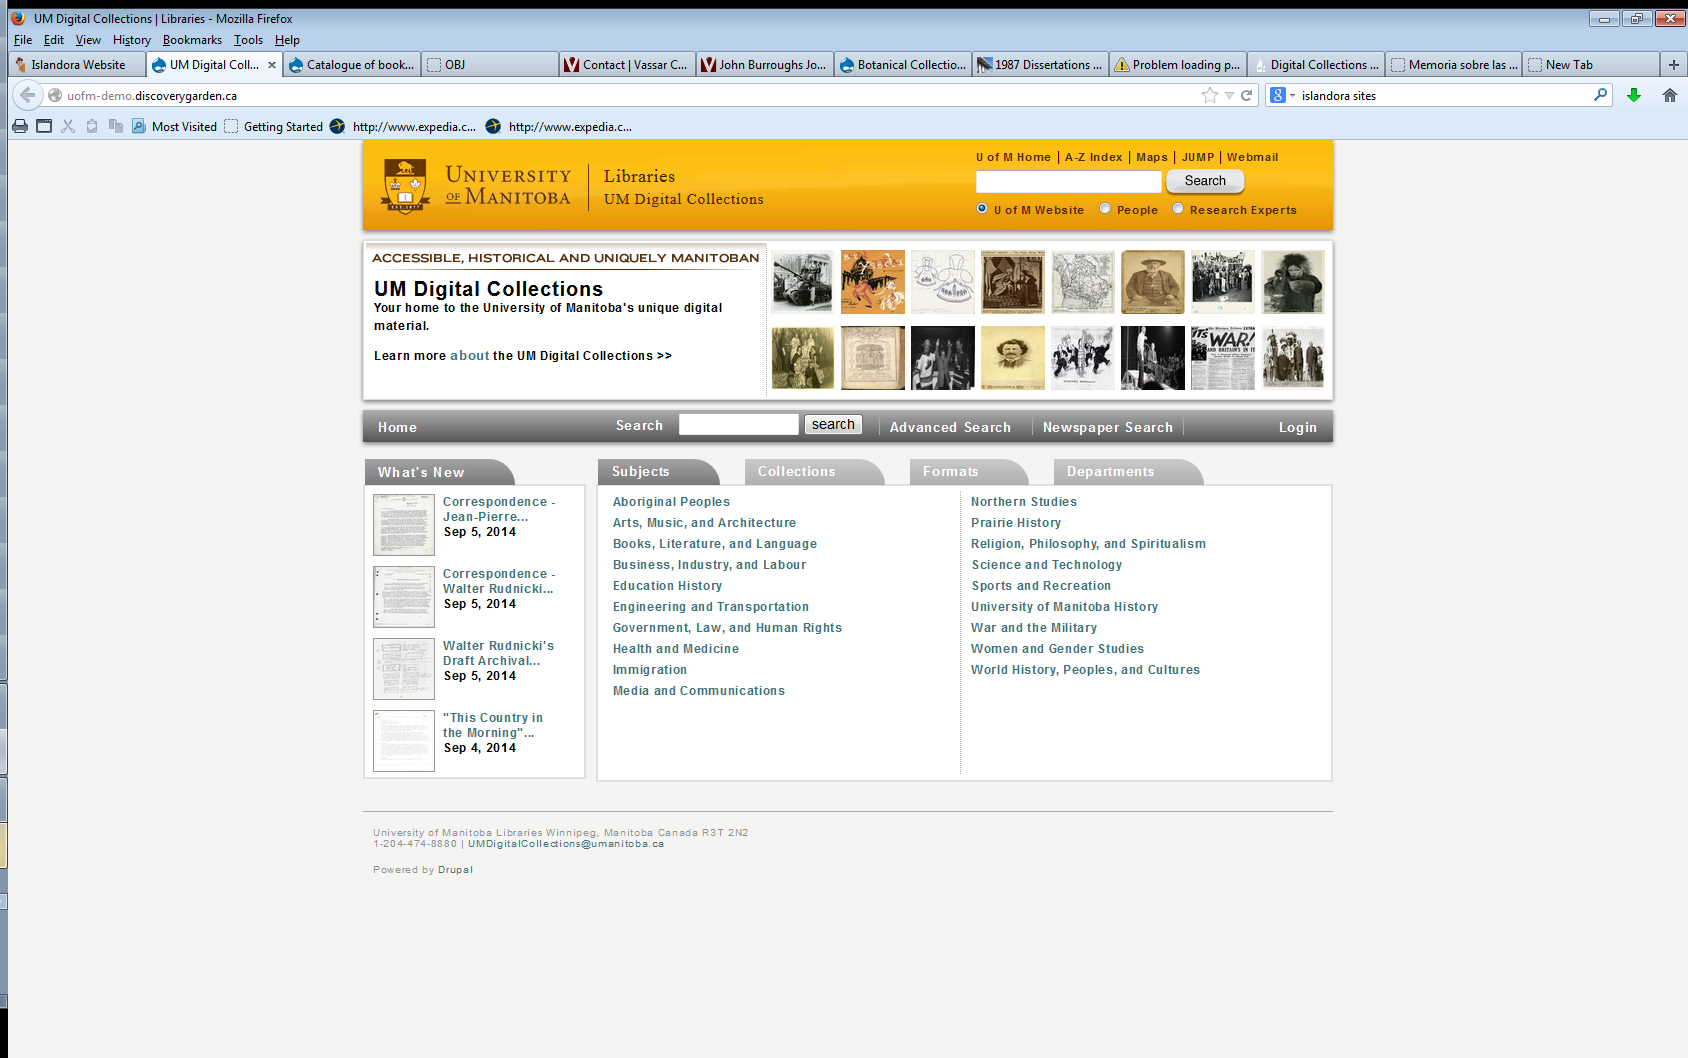 UM Digital Collections | Libraries - Mozilla Firefox
File Edit View History Bookmarks Tools Help
Islandora Website
UM Digital Coll...
Catalogue of book...
OBJ
Contact | Vassar C...
John Burroughs Jo...
Botanical Collectio...
1987 Dissertations ...
Problem loading p...
Digital Collections ...
Memoria sobre las ...
New Tab
uofm-demo.discoverygarden.ca
islandora sites
Most Visited Getting Started http://www.expedia.c... http://www.expedia.c...
UNIVERSITY
OF MANITOBA
Libraries
UM Digital Collections
U of M Home | A-Z Index | Maps | JUMP | Webmail
Search
U of M Website People Research Experts
ACCESSIBLE, HISTORICAL AND UNIQUELY MANITOBAN
UM Digital Collections
Your home to the University of Manitoba's unique digital
material.
Learn more about the UM Digital Collections >>
WAR!
AND BRITAIN'S IN IT
Home Search search Advanced Search Newspaper Search Login
What's New
Correspondence -
Jean-Pierre...
Sep 5, 2014
Correspondence -
Walter Rudnicki...
Sep 5, 2014
Walter Rudnicki's
Draft Archival...
Sep 5, 2014
"This Country in
the Morning"...
Sep 4, 2014
Subjects Collections Formats Departments
Aboriginal Peoples
Arts, Music, and Architecture
Books, Literature, and Language
Business, Industry, and Labour
Education History
Engineering and Transportation
Government, Law, and Human Rights
Health and Medicine
Immigration
Media and Communications
Northern Studies
Prairie History
Religion, Philosophy, and Spiritualism
Science and Technology
Sports and Recreation
University of Manitoba History
War and the Military
Women and Gender Studies
World History, Peoples, and Cultures
University of Manitoba Libraries Winnipeg, Manitoba Canada R3T 2N2
1-204-474-8880 | UMDigitalCollections@umanitoba.ca
Powered by Drupal